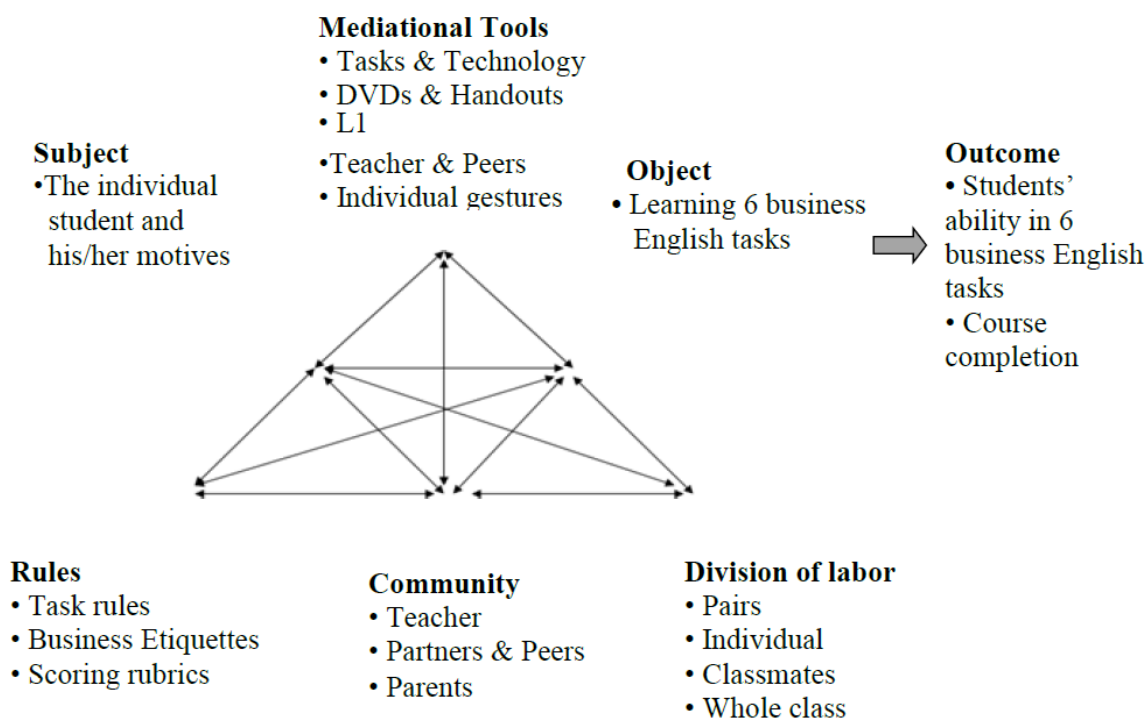 Mediational Tools
• Tasks & Technology
• DVDs & Handouts
• L1
•Teacher & Peers
• Individual gestures
Subject
•The individual
student and
his/her motives
Object
• Learning 6 business
English tasks
Outcome
• Students’
ability in 6
business English
tasks
• Course
completion
Rules
• Task rules
• Business Etiquettes
• Scoring rubrics
Community
• Teacher
• Partners & Peers
• Parents
Division of labor
• Pairs
• Individual
• Classmates
• Whole class